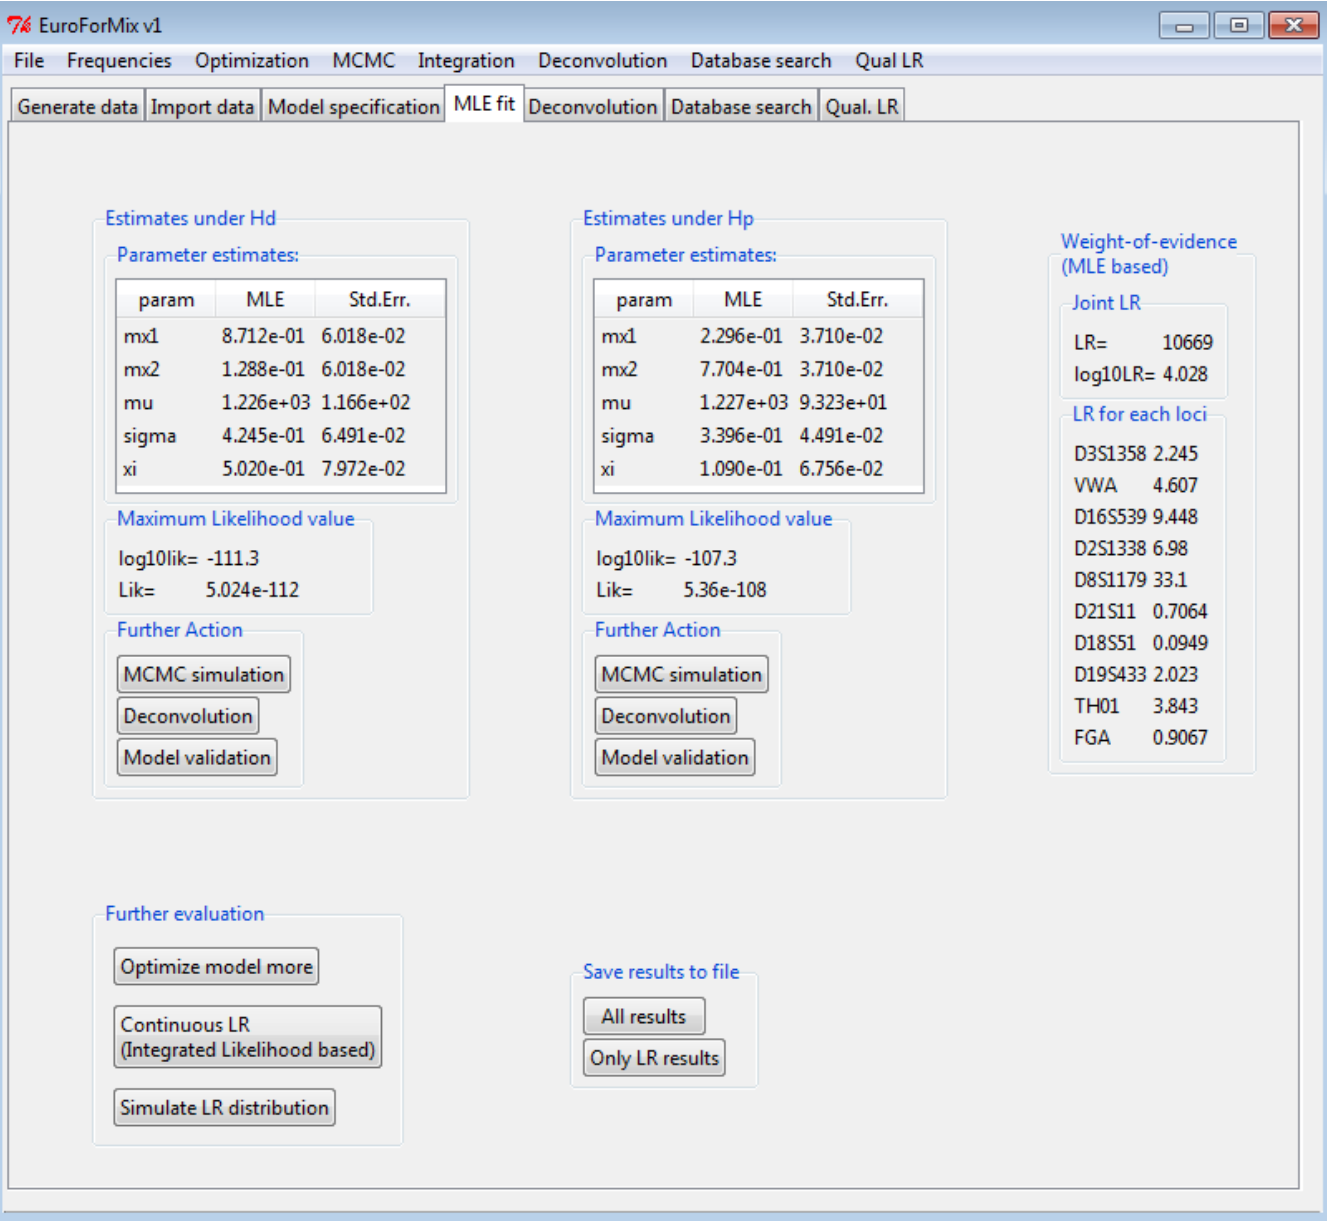 EuroForMix v1
File Frequencies Optimization MCMC Integration Deconvolution Database search Qual LR
Generate data Import data Model specification MLE fit Deconvolution Database search Qual. LR
Estimates under Hd
Parameter estimates:
param MLE Std.Err.
mx1 8.712e-01 6.018e-02
mx2 1.288e-01 6.018e-02
mu 1.226e+03 1.166e+02
sigma 4.245e-01 6.491e-02
xi 5.020e-01 7.972e-02
Maximum Likelihood value
log10lik= -111.3
Lik= 5.024e-112
Further Action
MCMC simulation
Deconvolution
Model validation
Estimates under Hp
Parameter estimates:
param MLE Std.Err.
mx1 2.296e-01 3.710e-02
mx2 7.704e-01 3.710e-02
mu 1.227e+03 9.323e+01
sigma 3.396e-01 4.491e-02
xi 1.090e-01 6.756e-02
Maximum Likelihood value
log10lik= -107.3
Lik= 5.36e-108
Further Action
MCMC simulation
Deconvolution
Model validation
Weight-of-evidence
(MLE based)
Joint LR
LR= 10669
log10LR= 4.028
LR for each loci
D3S1358 2.245
VWA 4.607
D16S539 9.448
D2S1338 6.98
D8S1179 33.1
D21S11 0.7064
D18S51 0.0949
D19S433 2.023
TH01 3.843
FGA 0.9067
Further evaluation
Optimize model more
Continuous LR
(Integrated Likelihood based)
Simulate LR distribution
Save results to file
All results
Only LR results